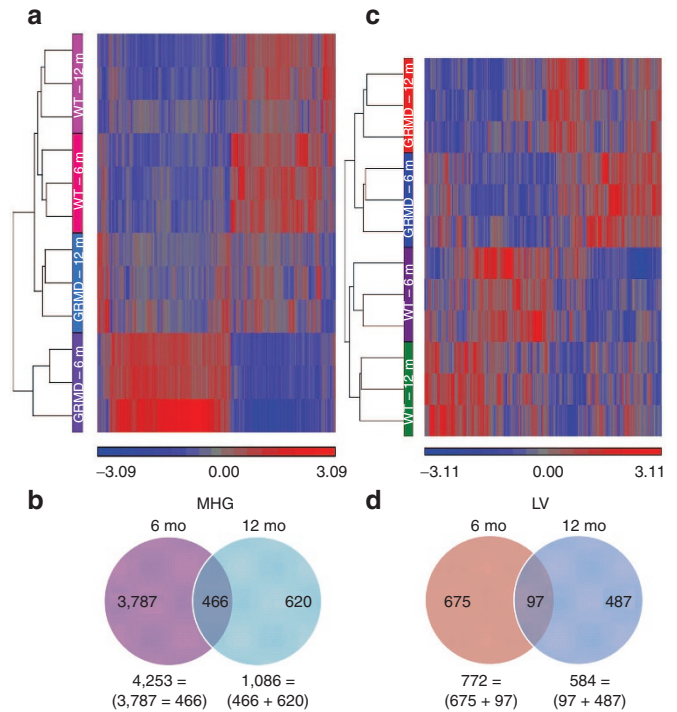 a
WT – 12 m
WT – 6 m
GRMD – 12 m
GRMD – 6 m
−3.09 0.00 3.09
c
GRMD – 12 m
GRMD – 6 m
WT – 6 m
WT – 12 m
−3.11 0.00 3.11
b
MHG
6 mo 12 mo
3,787 466 620
4,253 = 1,086 =
(3,787 = 466) (466 + 620)
d
LV
6 mo 12 mo
675 97 487
772 = 584 =
(675 + 97) (97 + 487)